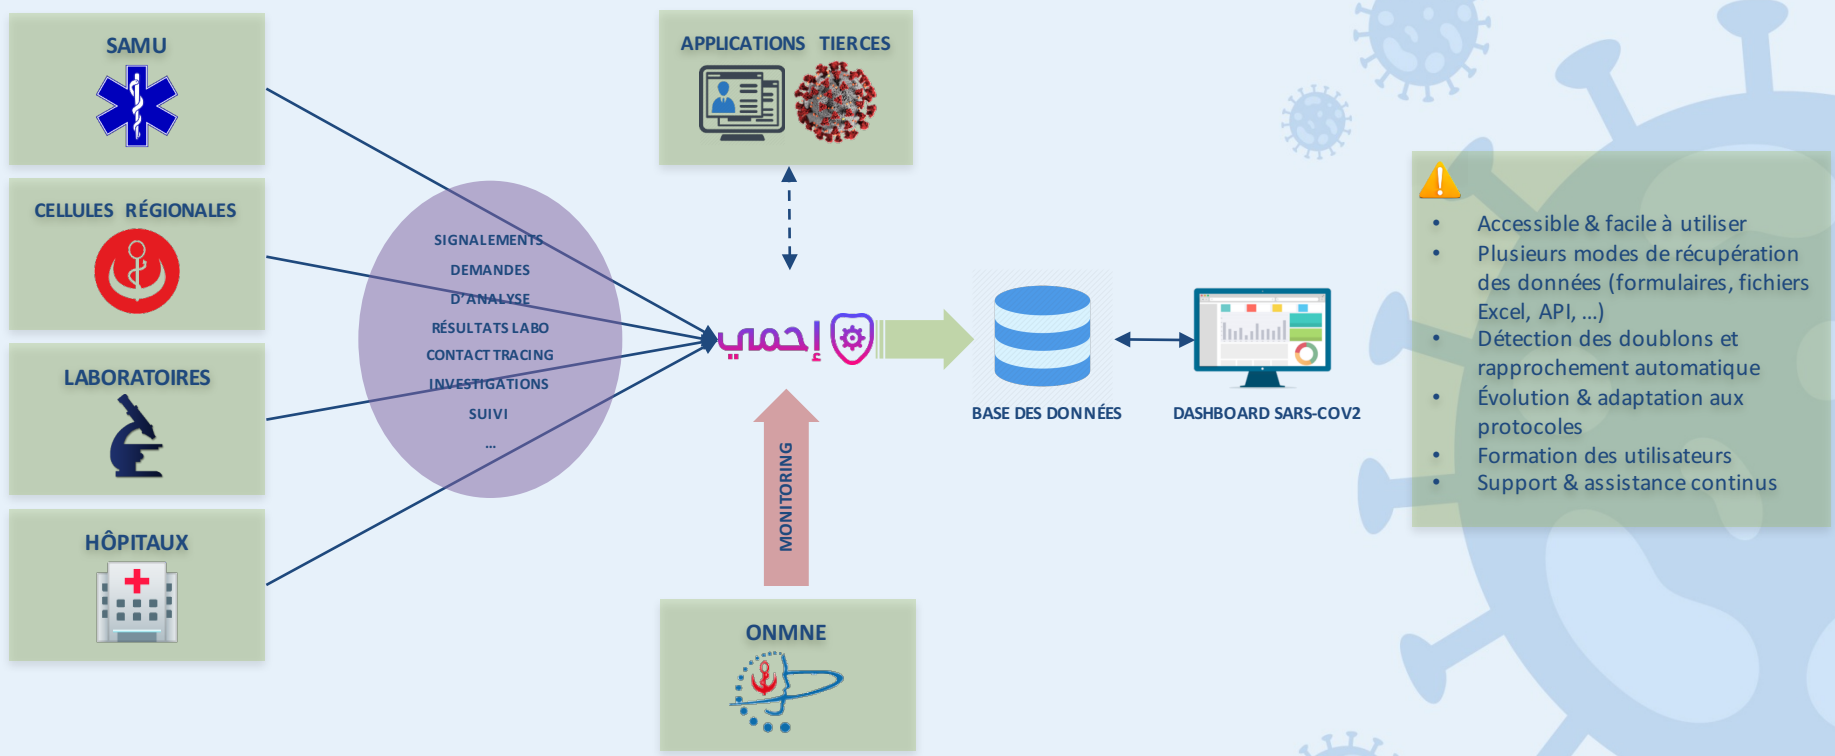 SAMU
CELLULES RÉGIONALES
LABORATOIRES
HÔPITAUX
SIGNALEMENTS
DEMANDES
D'ANALYSE
RÉSULTATS LABO
CONTACT TRACING
INVESTIGATIONS
SUIVI
...
APPLICATIONS TIERCES
إحمي
MONITORING
ONMNE
BASE DES DONNÉES
DASHBOARD SARS-COV2
• Accessible & facile à utiliser
• Plusieurs modes de récupération
des données (formulaires, fichiers
Excel, API, ...)
• Détection des doublons et
rapprochement automatique
• Évolution & adaptation aux
protocoles
• Formation des utilisateurs
• Support & assistance continus